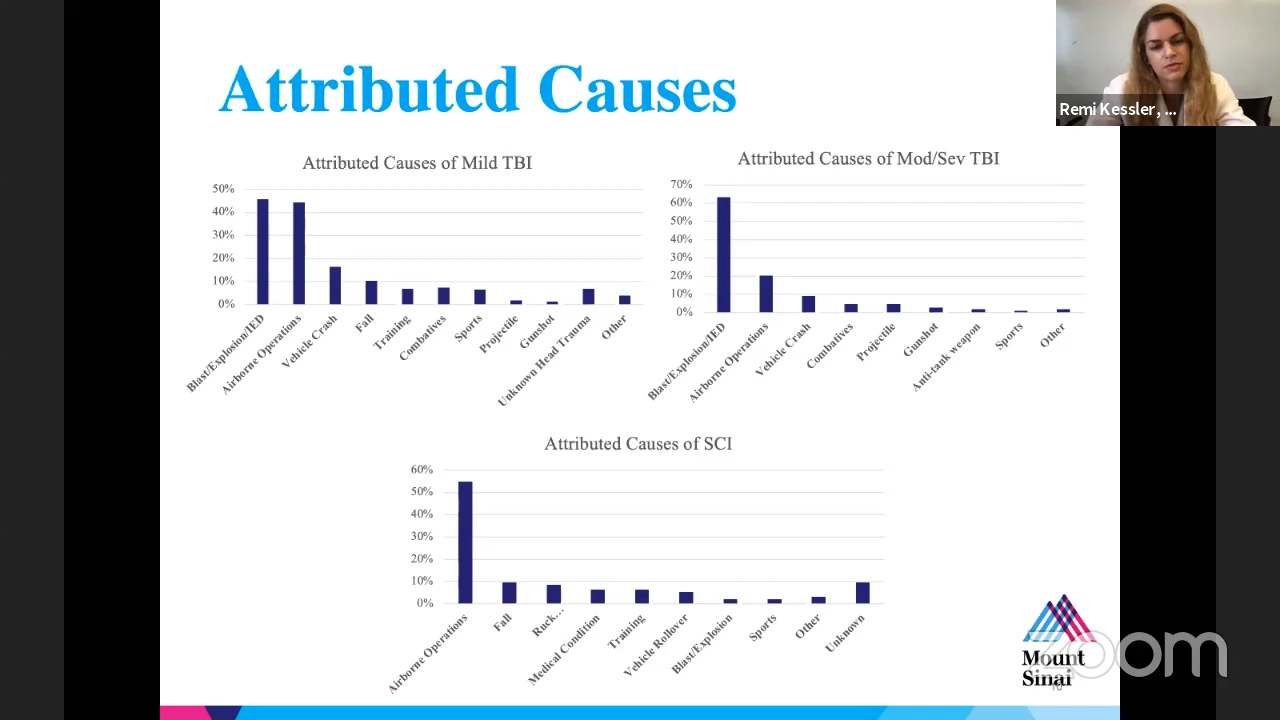 Attributed Causes
Remi Kessler, ...
Attributed Causes of Mild TBI
50%
40%
30%
20%
10%
0%
Blast/Explosion/IED
Airborne Operations
Vehicle Crash
Fall
Training
Combatives
Sports
Projectile
Gunshot
Unknown Head Trauma
Other
Attributed Causes of Mod/Sev TBI
70%
60%
50%
40%
30%
20%
10%
0%
Blast/Explosion/IED
Airborne Operations
Vehicle Crash
Combatives
Projectile
Gunshot
Anti-tank weapon
Sports
Other
Attributed Causes of SCI
60%
50%
40%
30%
20%
10%
0%
Airborne Operations
Fall
Ruck...
Medical Condition
Training
Vehicle Rollover
Blast/Explosion
Sports
Other
Unknown
Mount
Sinai
zoom